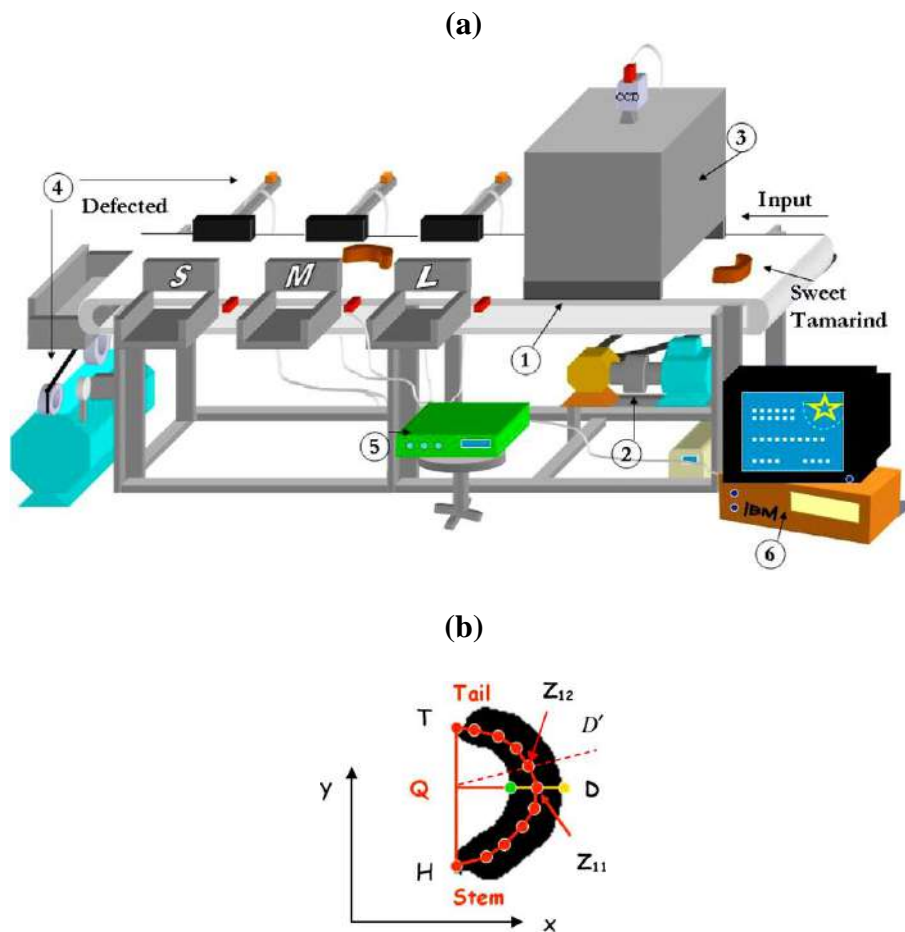 (a)
CCD
3
4
Defected
Input
S
M
L
Sweet
Tamarind
1
5
2
IBM
6
(b)
Tail
Z₁₂
T
D′
y
Q
D
H
Z₁₁
Stem
x